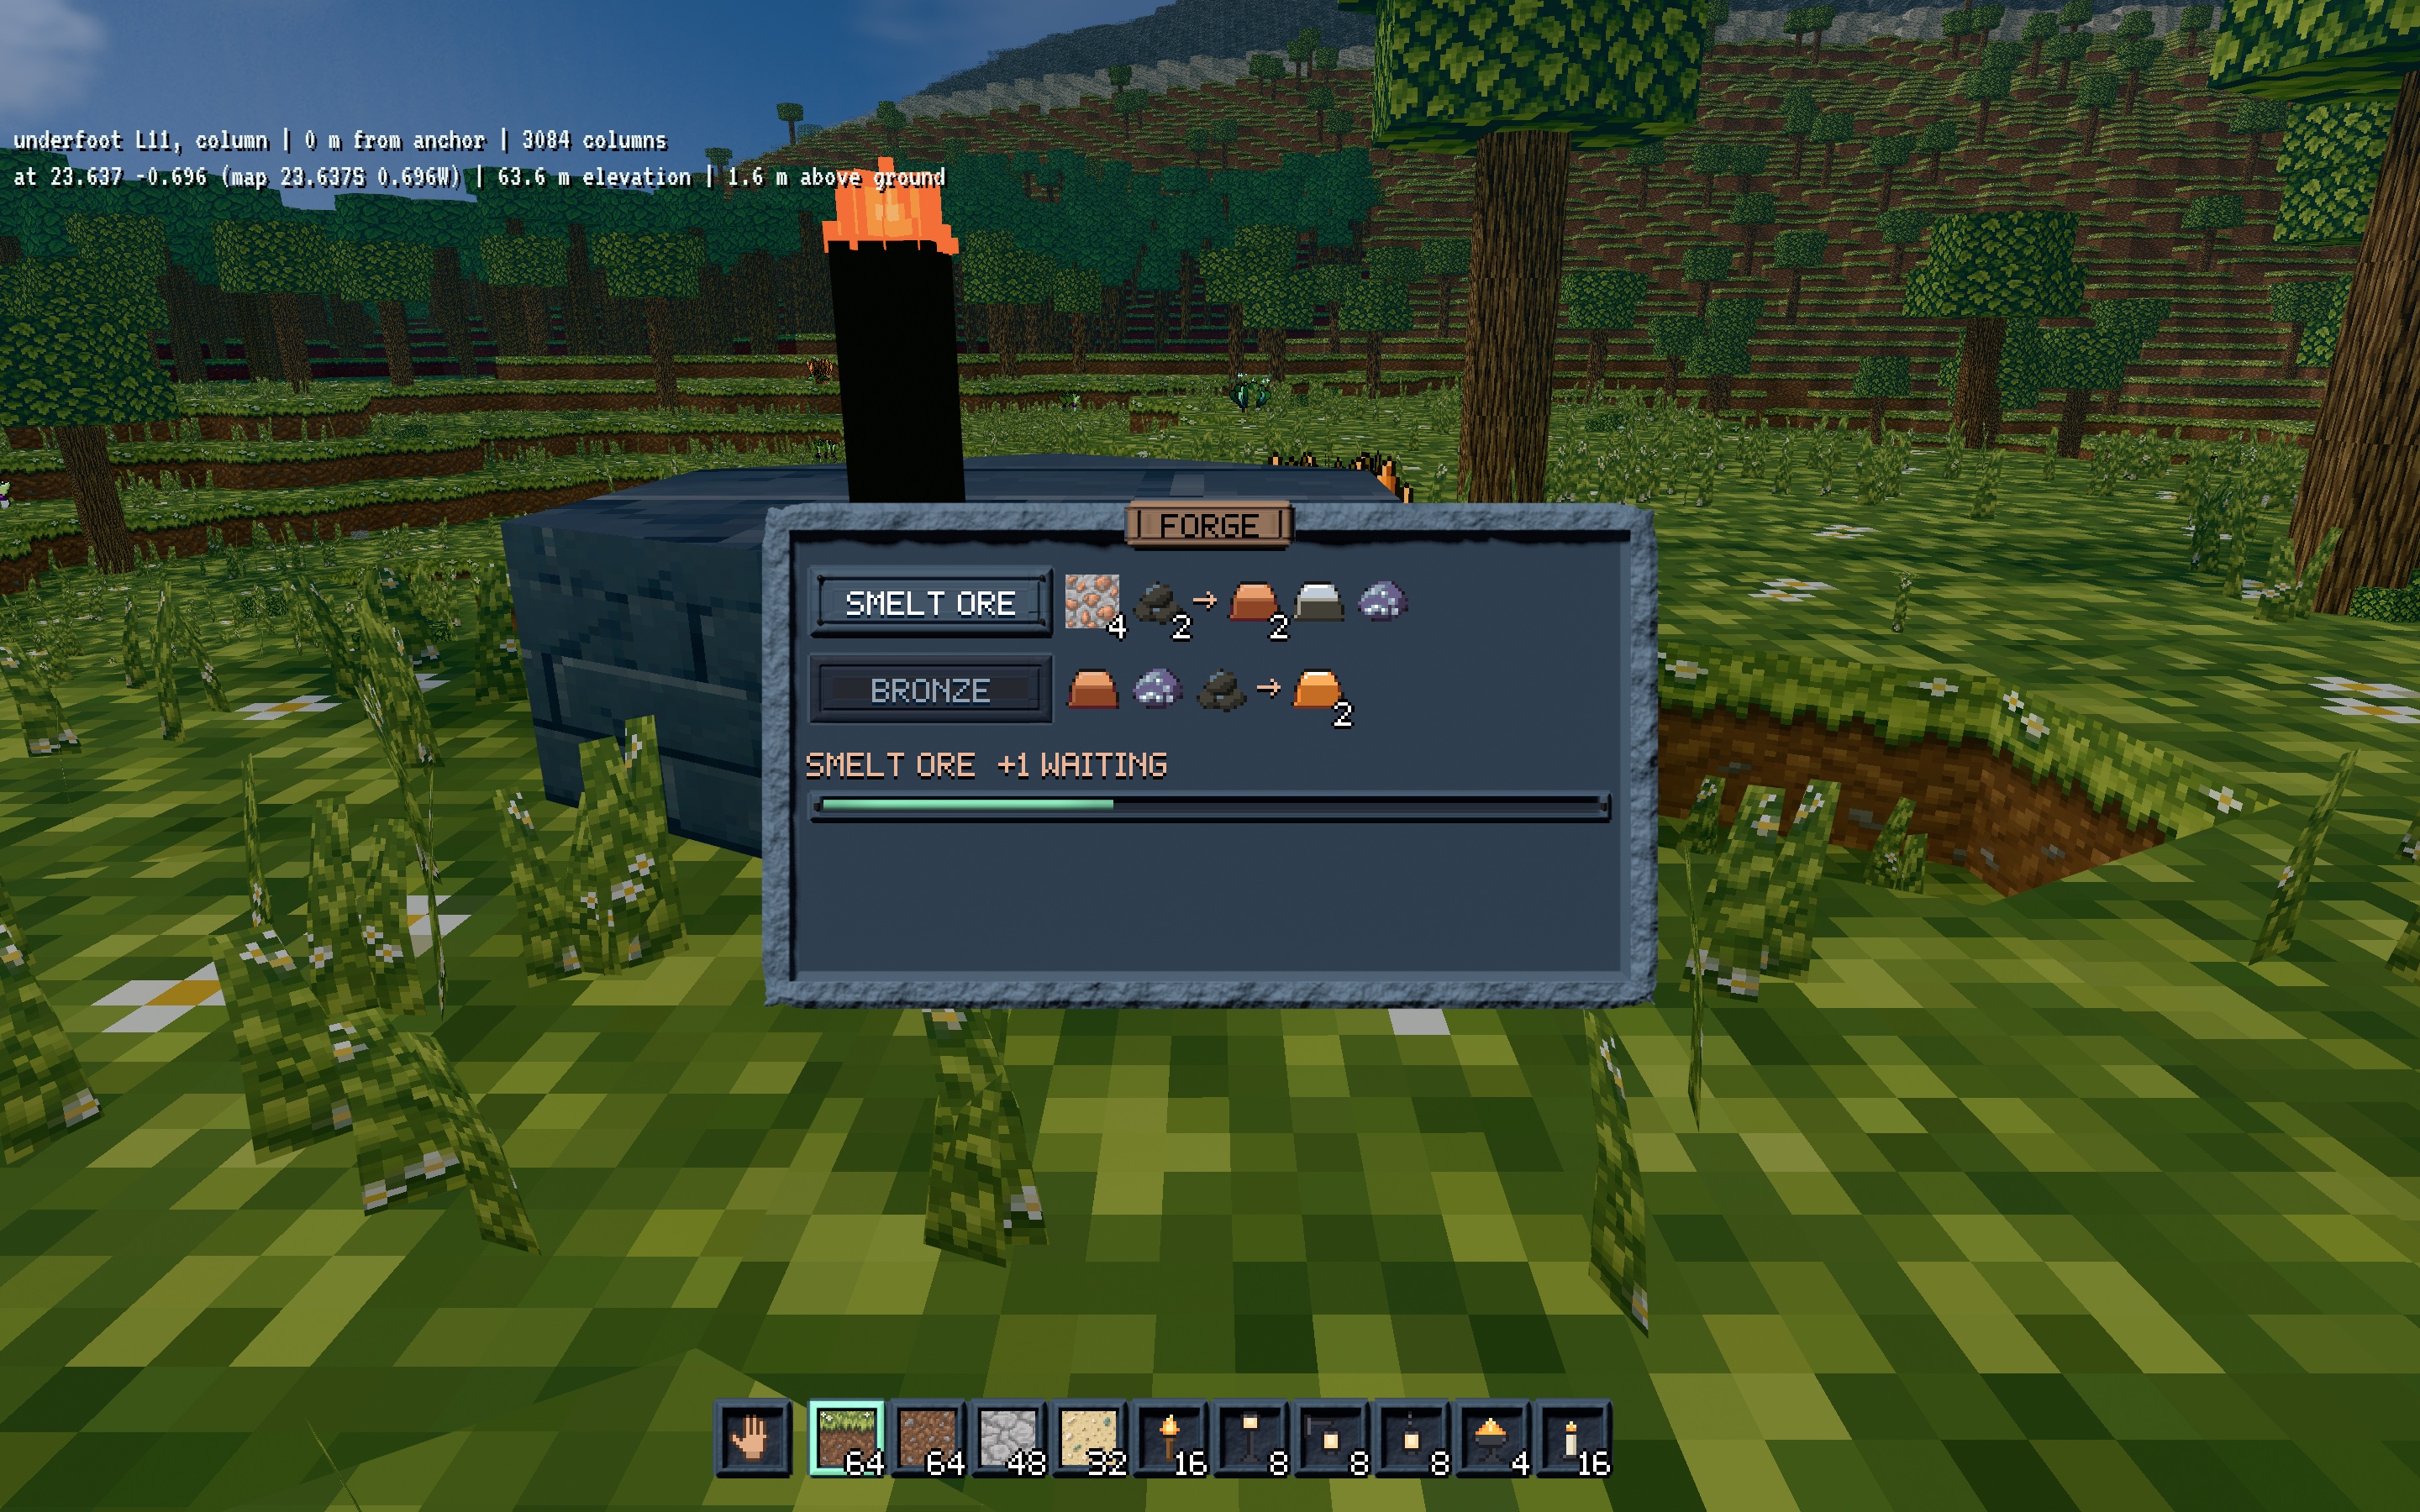 underfoot L11, column | 0 m from anchor | 3084 columns
at 23.637 -0.696 (map 23.637S 0.696W) | 63.6 m elevation | 1.6 m above ground
FORGE
SMELT ORE 4 2 2
BRONZE 2
SMELT ORE +1 WAITING
64 64 48 32 16 8 8 8 4 16